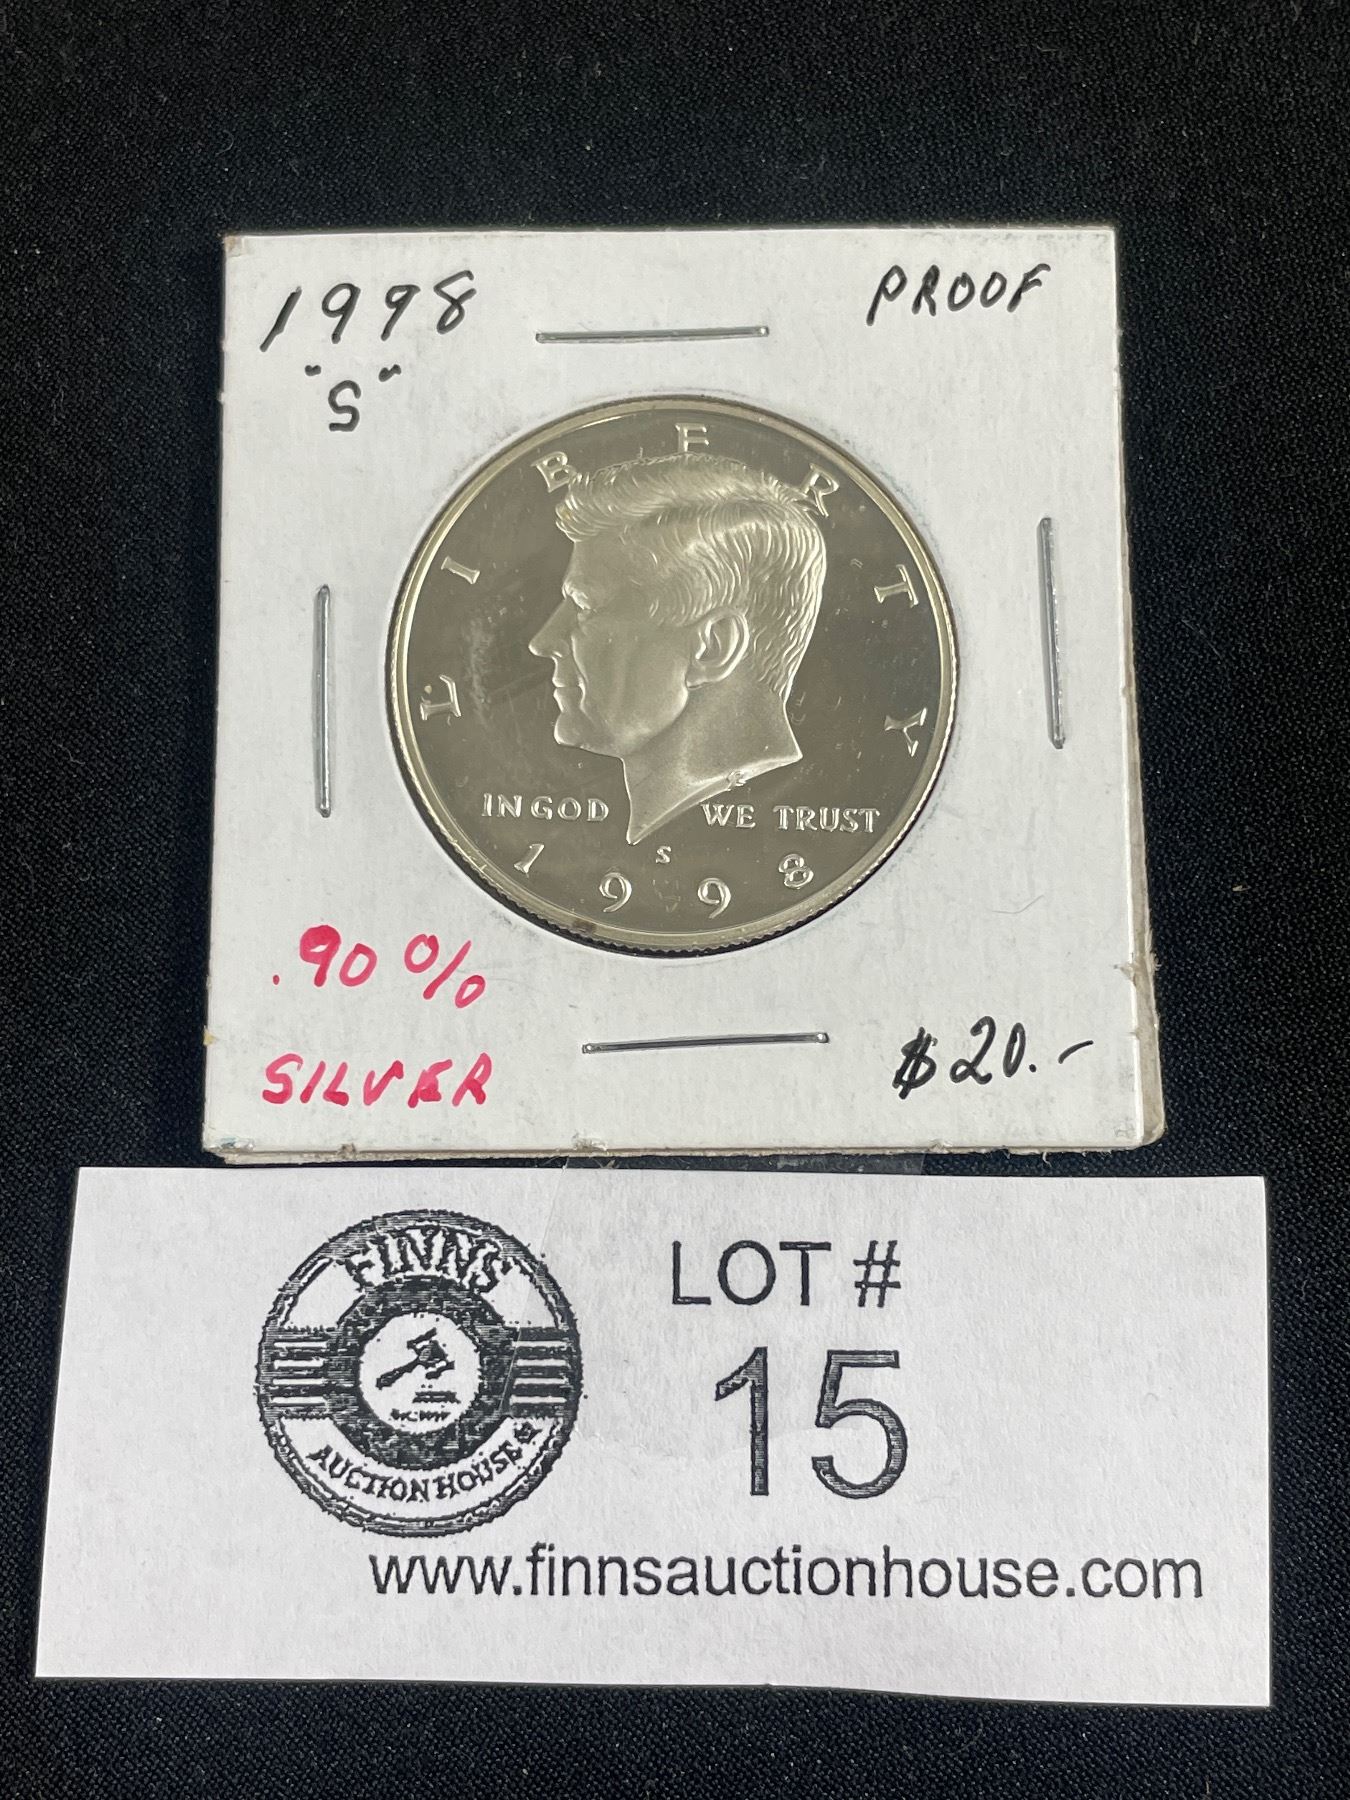 1998
"S"
PROOF
LIBERTY
IN GOD WE TRUST
S
1998
.90%
SILVER
$20.-
FINNS
AUCTION HOUSE
LOT #
15
www.finnsauctionhouse.com